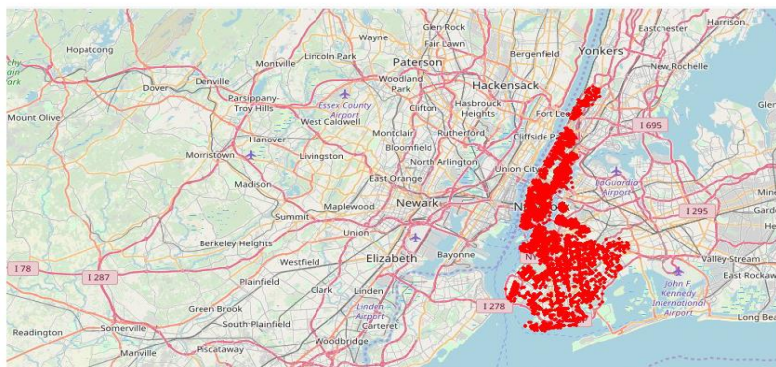 Harrison
Glen Rock
Eastchester
Hopatcong
Wayne
Fair Lawn
Bergenfield
Yonkers
Lincoln Park
Paterson
Montville
Denville
Woodland
Park
New Rochelle
Dover
Hackensack
Parsippany-
Troy Hills
Essex County
Airport
Hasbrouck
Heights
Clifton
Mount Olive
West Caldwell
Fort Lee
I 695
Hanover
Montclair
Rutherford
Cliffside
Bloomfield
Morristown
Livingston
North Arlington
Union City
East Orange
LaGuardia
Airport
Madison
Maplewood
Newark
Summit
I 295
Union
Berkeley Heights
Elizabeth
Bayonne
Valley Stream
Westfield
East Rockaway
I 78
I 287
Plainfield
Clark
Linden
John F
Kennedy
International
Airport
Green Brook
Linden
Airport
I 278
Carteret
Long Beach
Readington
Somerville
South Plainfield
Woodbridge
Manville
Piscataway